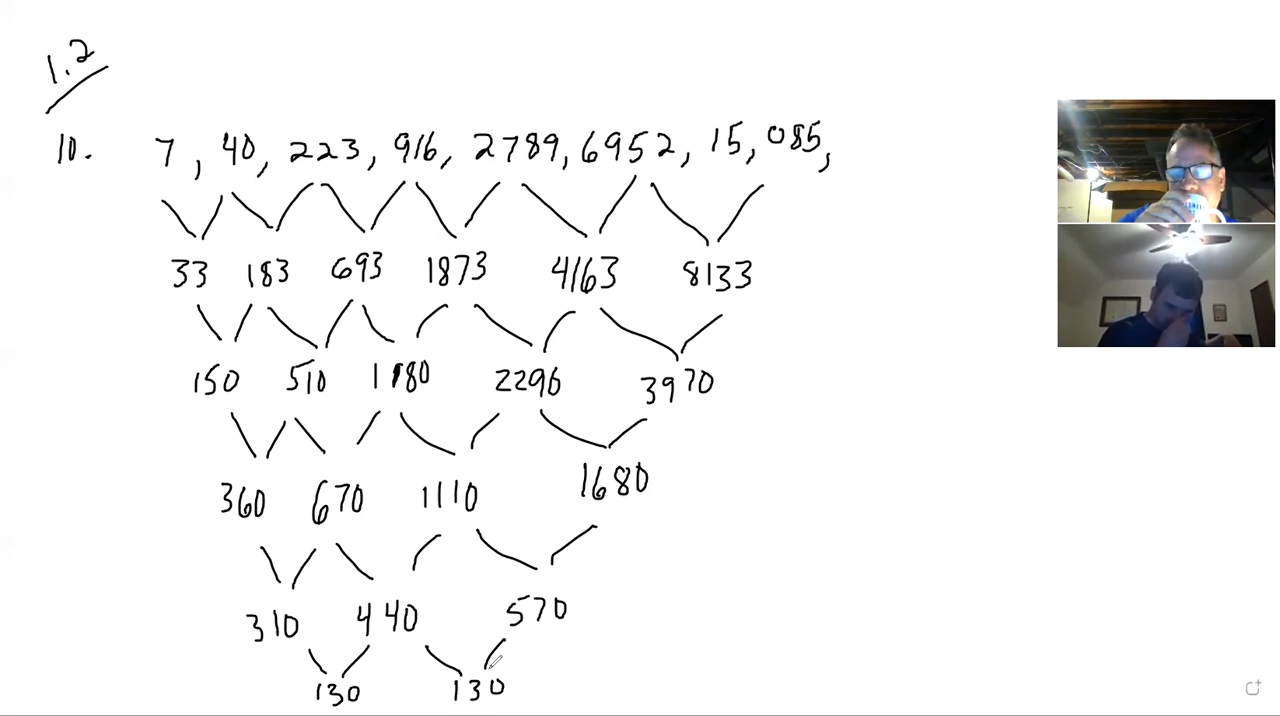 1.2
10. 7, 40, 223, 916, 2789, 6952, 15,085,
33 183 693 1873 4163 8133
150 510 1180 2296 3970
360 670 1110 1680
310 440 570
130 130